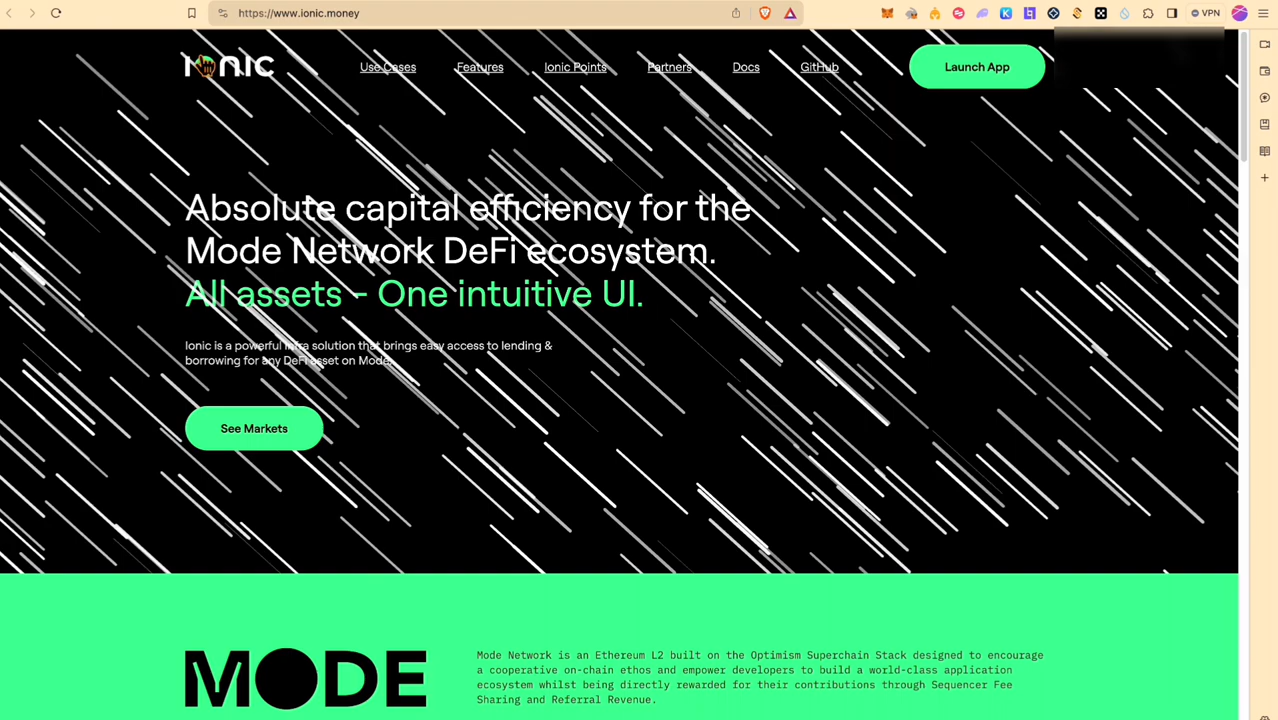 https://www.ionic.money
VPN
IONIC
Use Cases
Features
Ionic Points
Partners
Docs
GitHub
Launch App
Absolute capital efficiency for the
Mode Network DeFi ecosystem.
All assets - One intuitive UI.
Ionic is a powerful infra solution that brings easy access to lending &
borrowing for any DeFi asset on Mode.
See Markets
MODE
Mode Network is an Ethereum L2 built on the Optimism Superchain Stack designed to encourage
a cooperative on-chain ethos and empower developers to build a world-class application
ecosystem whilst being directly rewarded for their contributions through Sequencer Fee
Sharing and Referral Revenue.